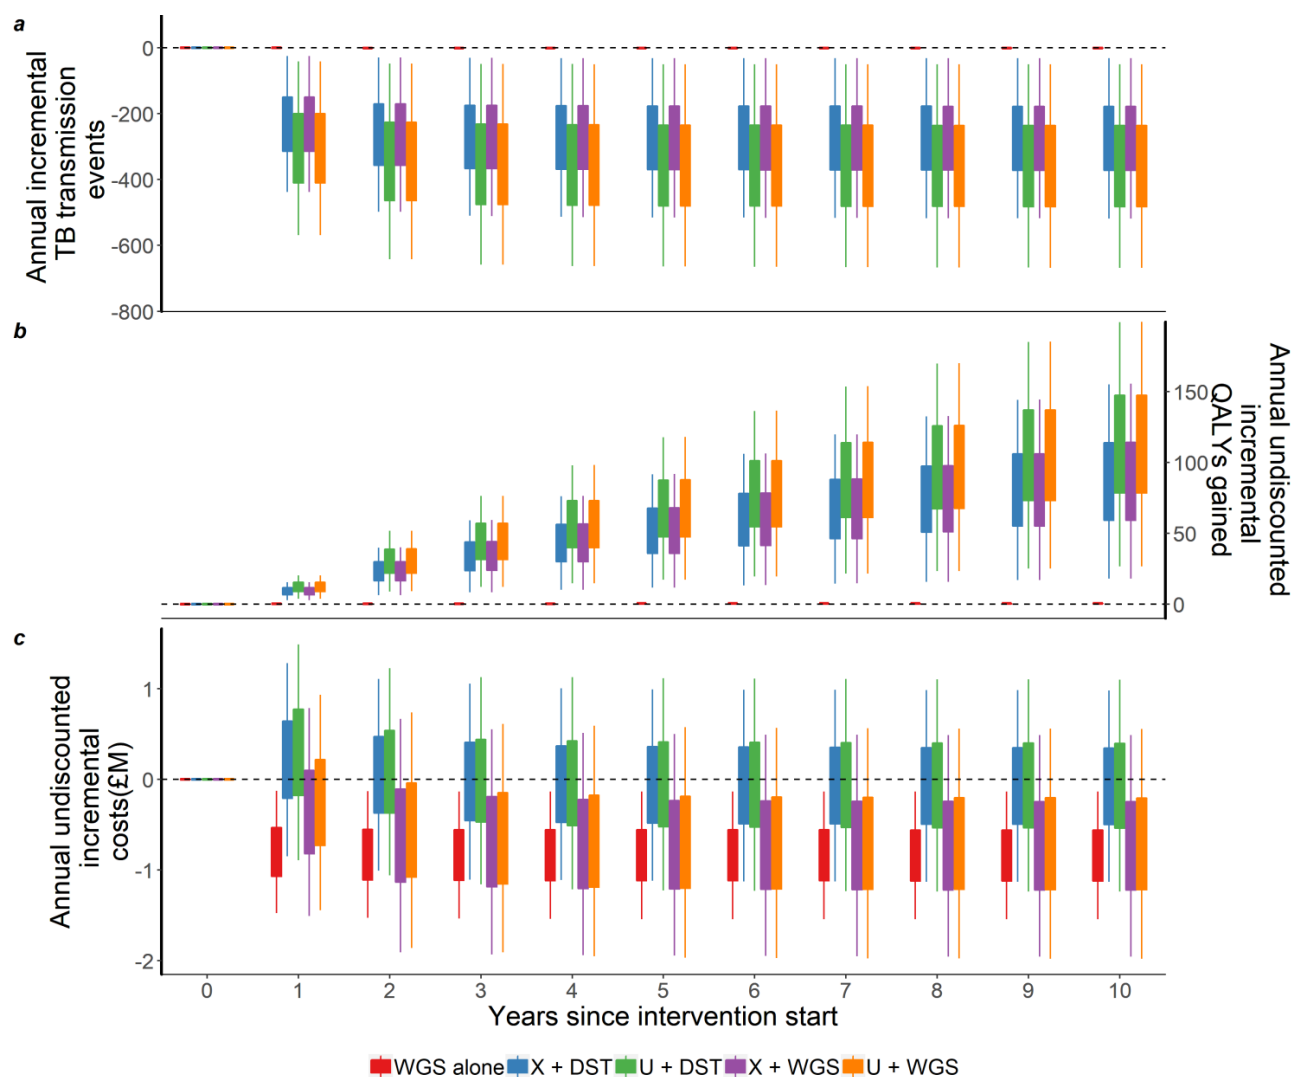 a
Annual incremental
TB transmission
events
0
-200
-400
-600
-800
b
Annual undiscounted
incremental
QALYs gained
150
100
50
0
c
Annual undiscounted
incremental
costs(£M)
1
0
-1
-2
0 1 2 3 4 5 6 7 8 9 10
Years since intervention start
WGS alone X + DST U + DST X + WGS U + WGS